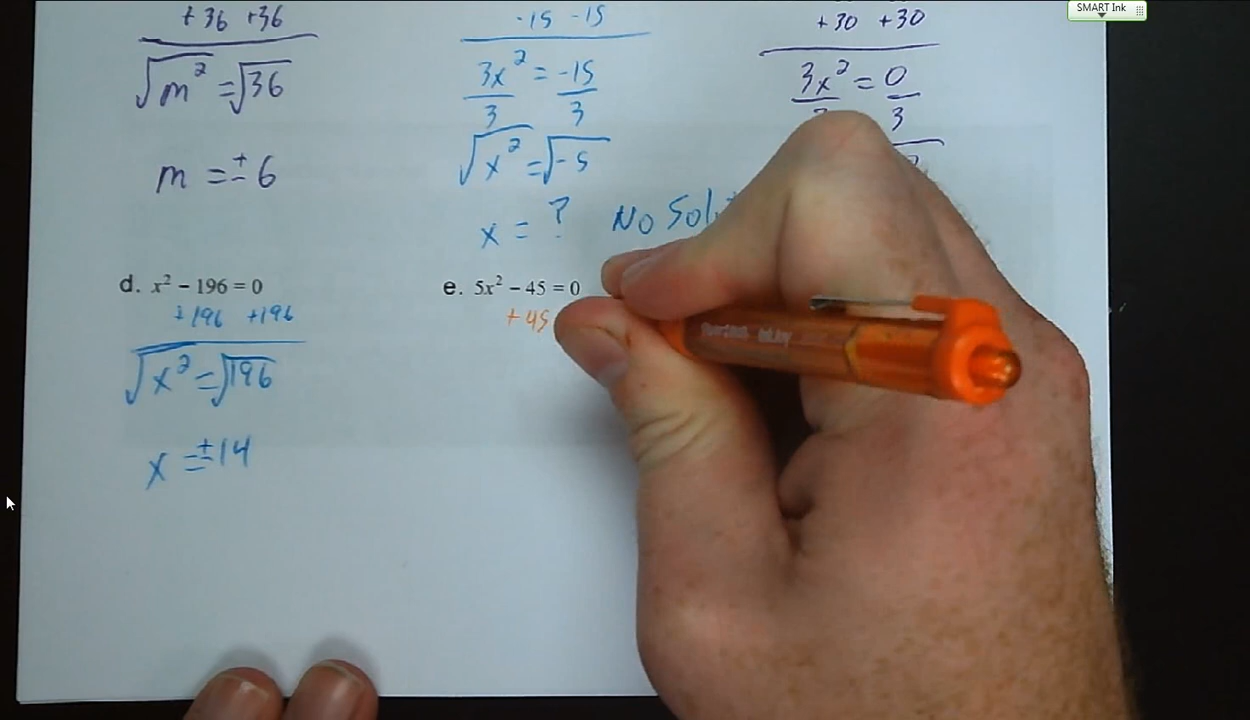 +36 +36
√m² = √36
m = ± 6
-15 -15
3x² = -15
3 3
√x² = √-5
x = ? No Sol
+30 +30
3x² = 0
3
d. x² − 196 = 0
+196 +196
√x² = √196
x = ±14
e. 5x² − 45 = 0
+45
SMART Ink